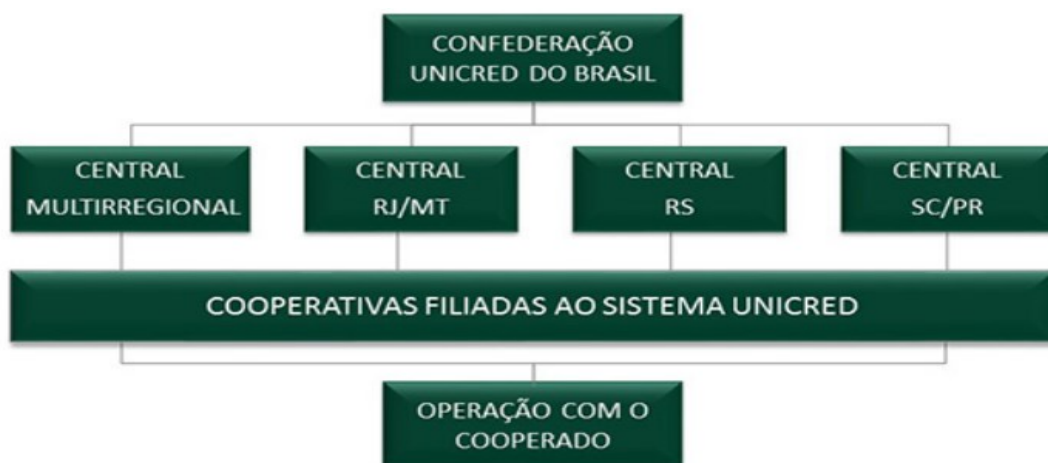 CONFEDERAÇÃO
UNICRED DO BRASIL
CENTRAL
MULTIRREGIONAL
CENTRAL
RJ/MT
CENTRAL
RS
CENTRAL
SC/PR
COOPERATIVAS FILIADAS AO SISTEMA UNICRED
OPERAÇÃO COM O
COOPERADO